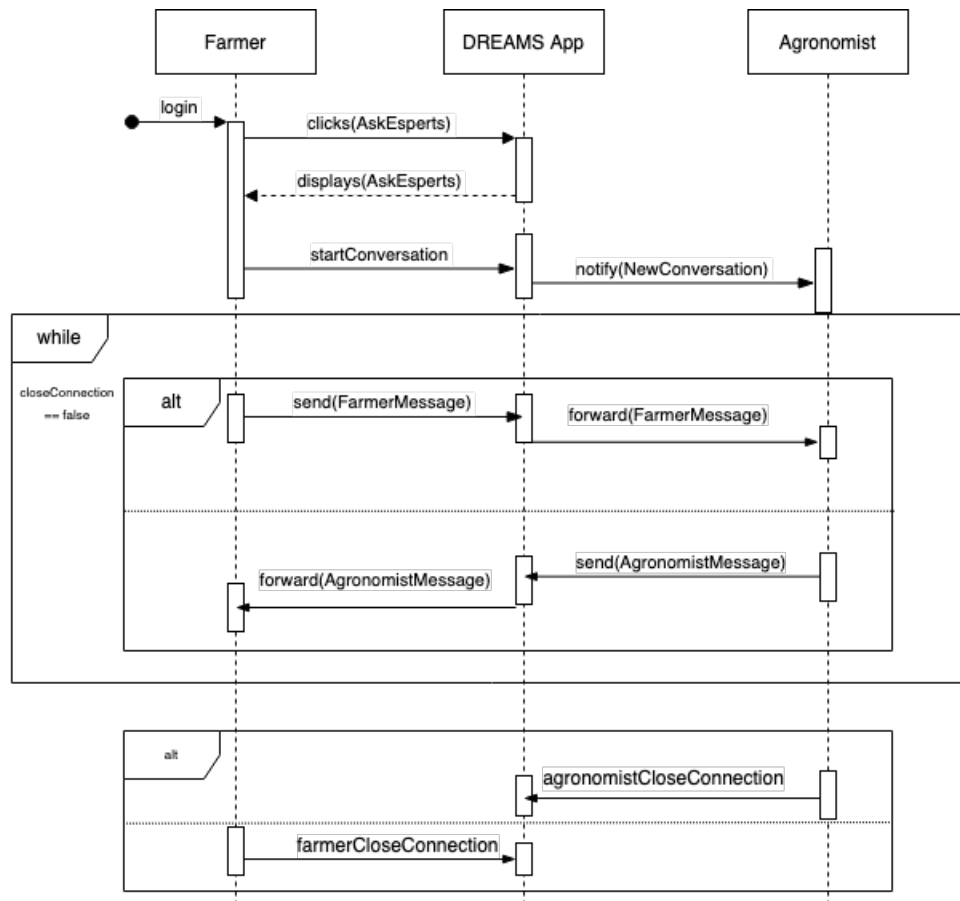 Farmer
DREAMS App
Agronomist
login
clicks(AskEsperts)
displays(AskEsperts)
startConversation
notify(NewConversation)
while
closeConnection
== false
alt
send(FarmerMessage)
forward(FarmerMessage)
send(AgronomistMessage)
forward(AgronomistMessage)
alt
agronomistCloseConnection
farmerCloseConnection